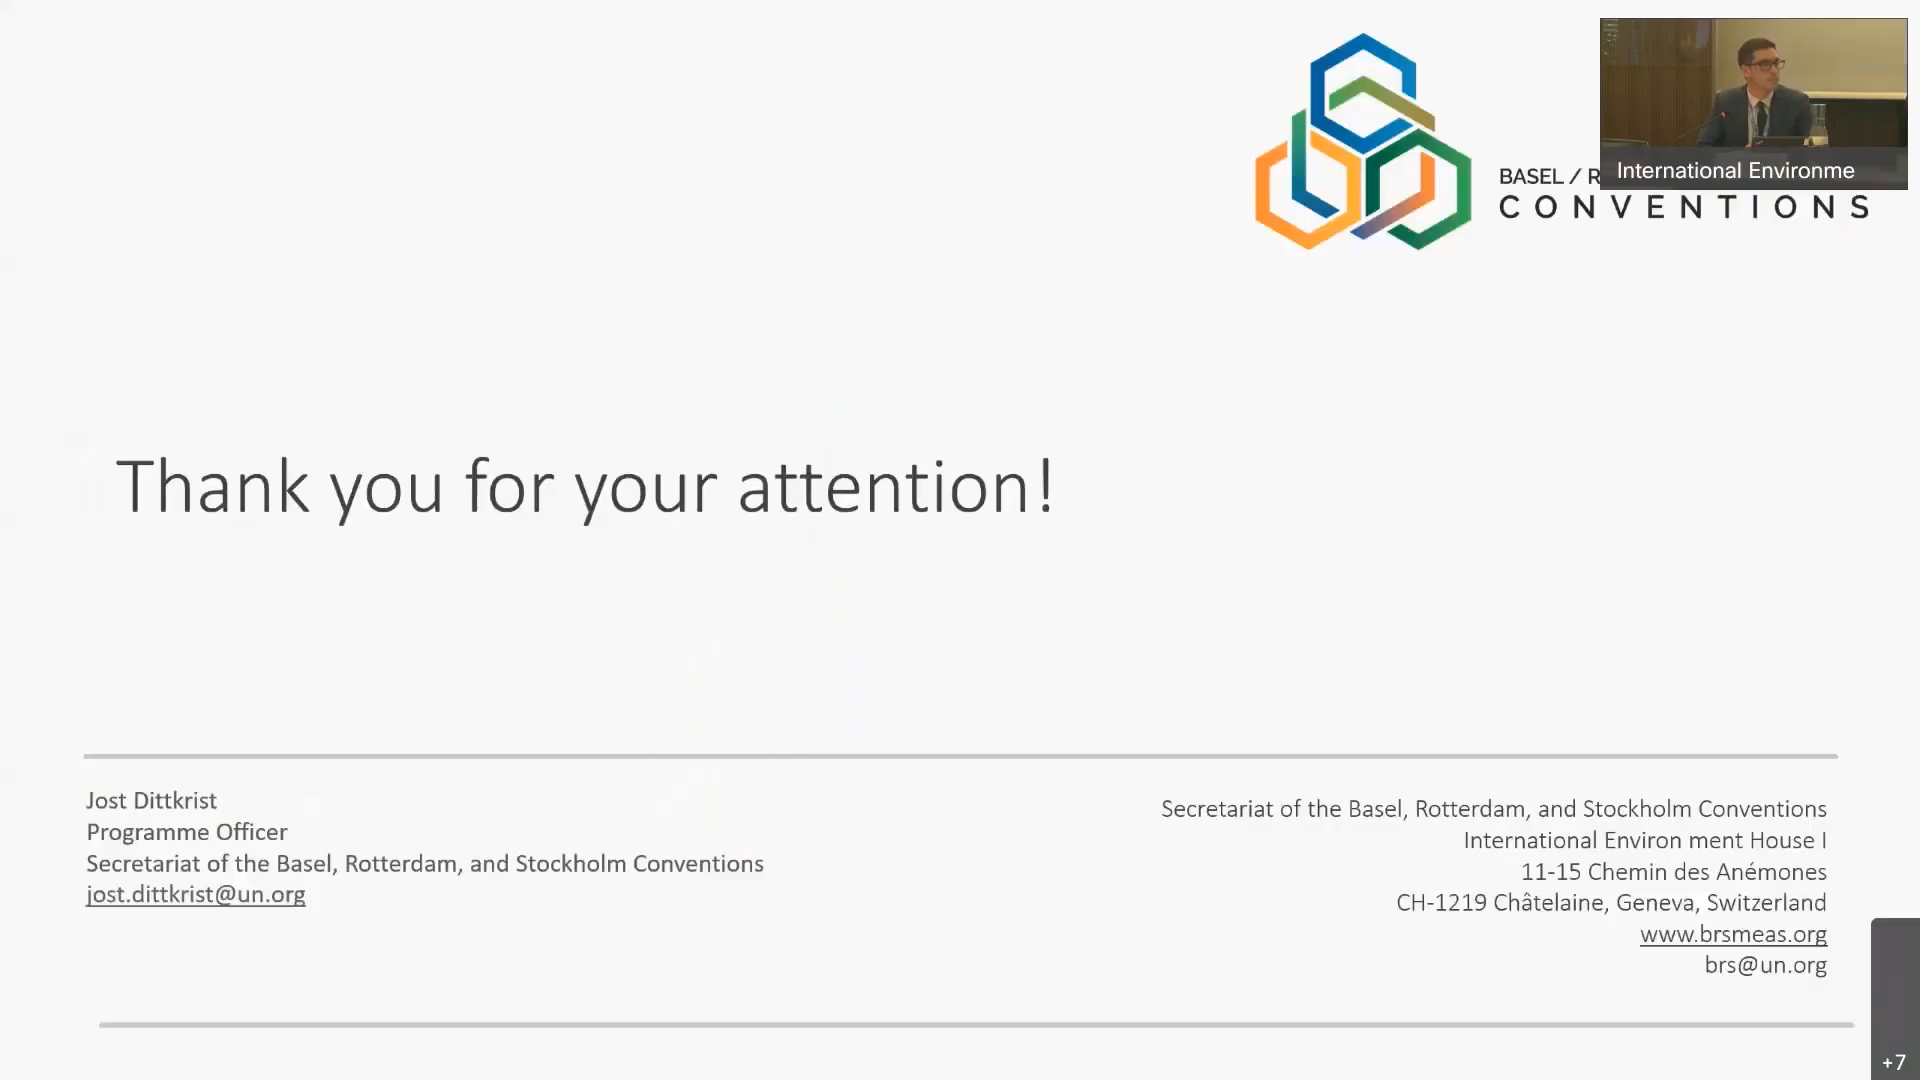 International Environme
BASEL / R
CONVENTIONS
Thank you for your attention!
Jost Dittkrist
Programme Officer
Secretariat of the Basel, Rotterdam, and Stockholm Conventions
jost.dittkrist@un.org
Secretariat of the Basel, Rotterdam, and Stockholm Conventions
International Environ ment House I
11-15 Chemin des Anémones
CH-1219 Châtelaine, Geneva, Switzerland
www.brsmeas.org
brs@un.org
+7